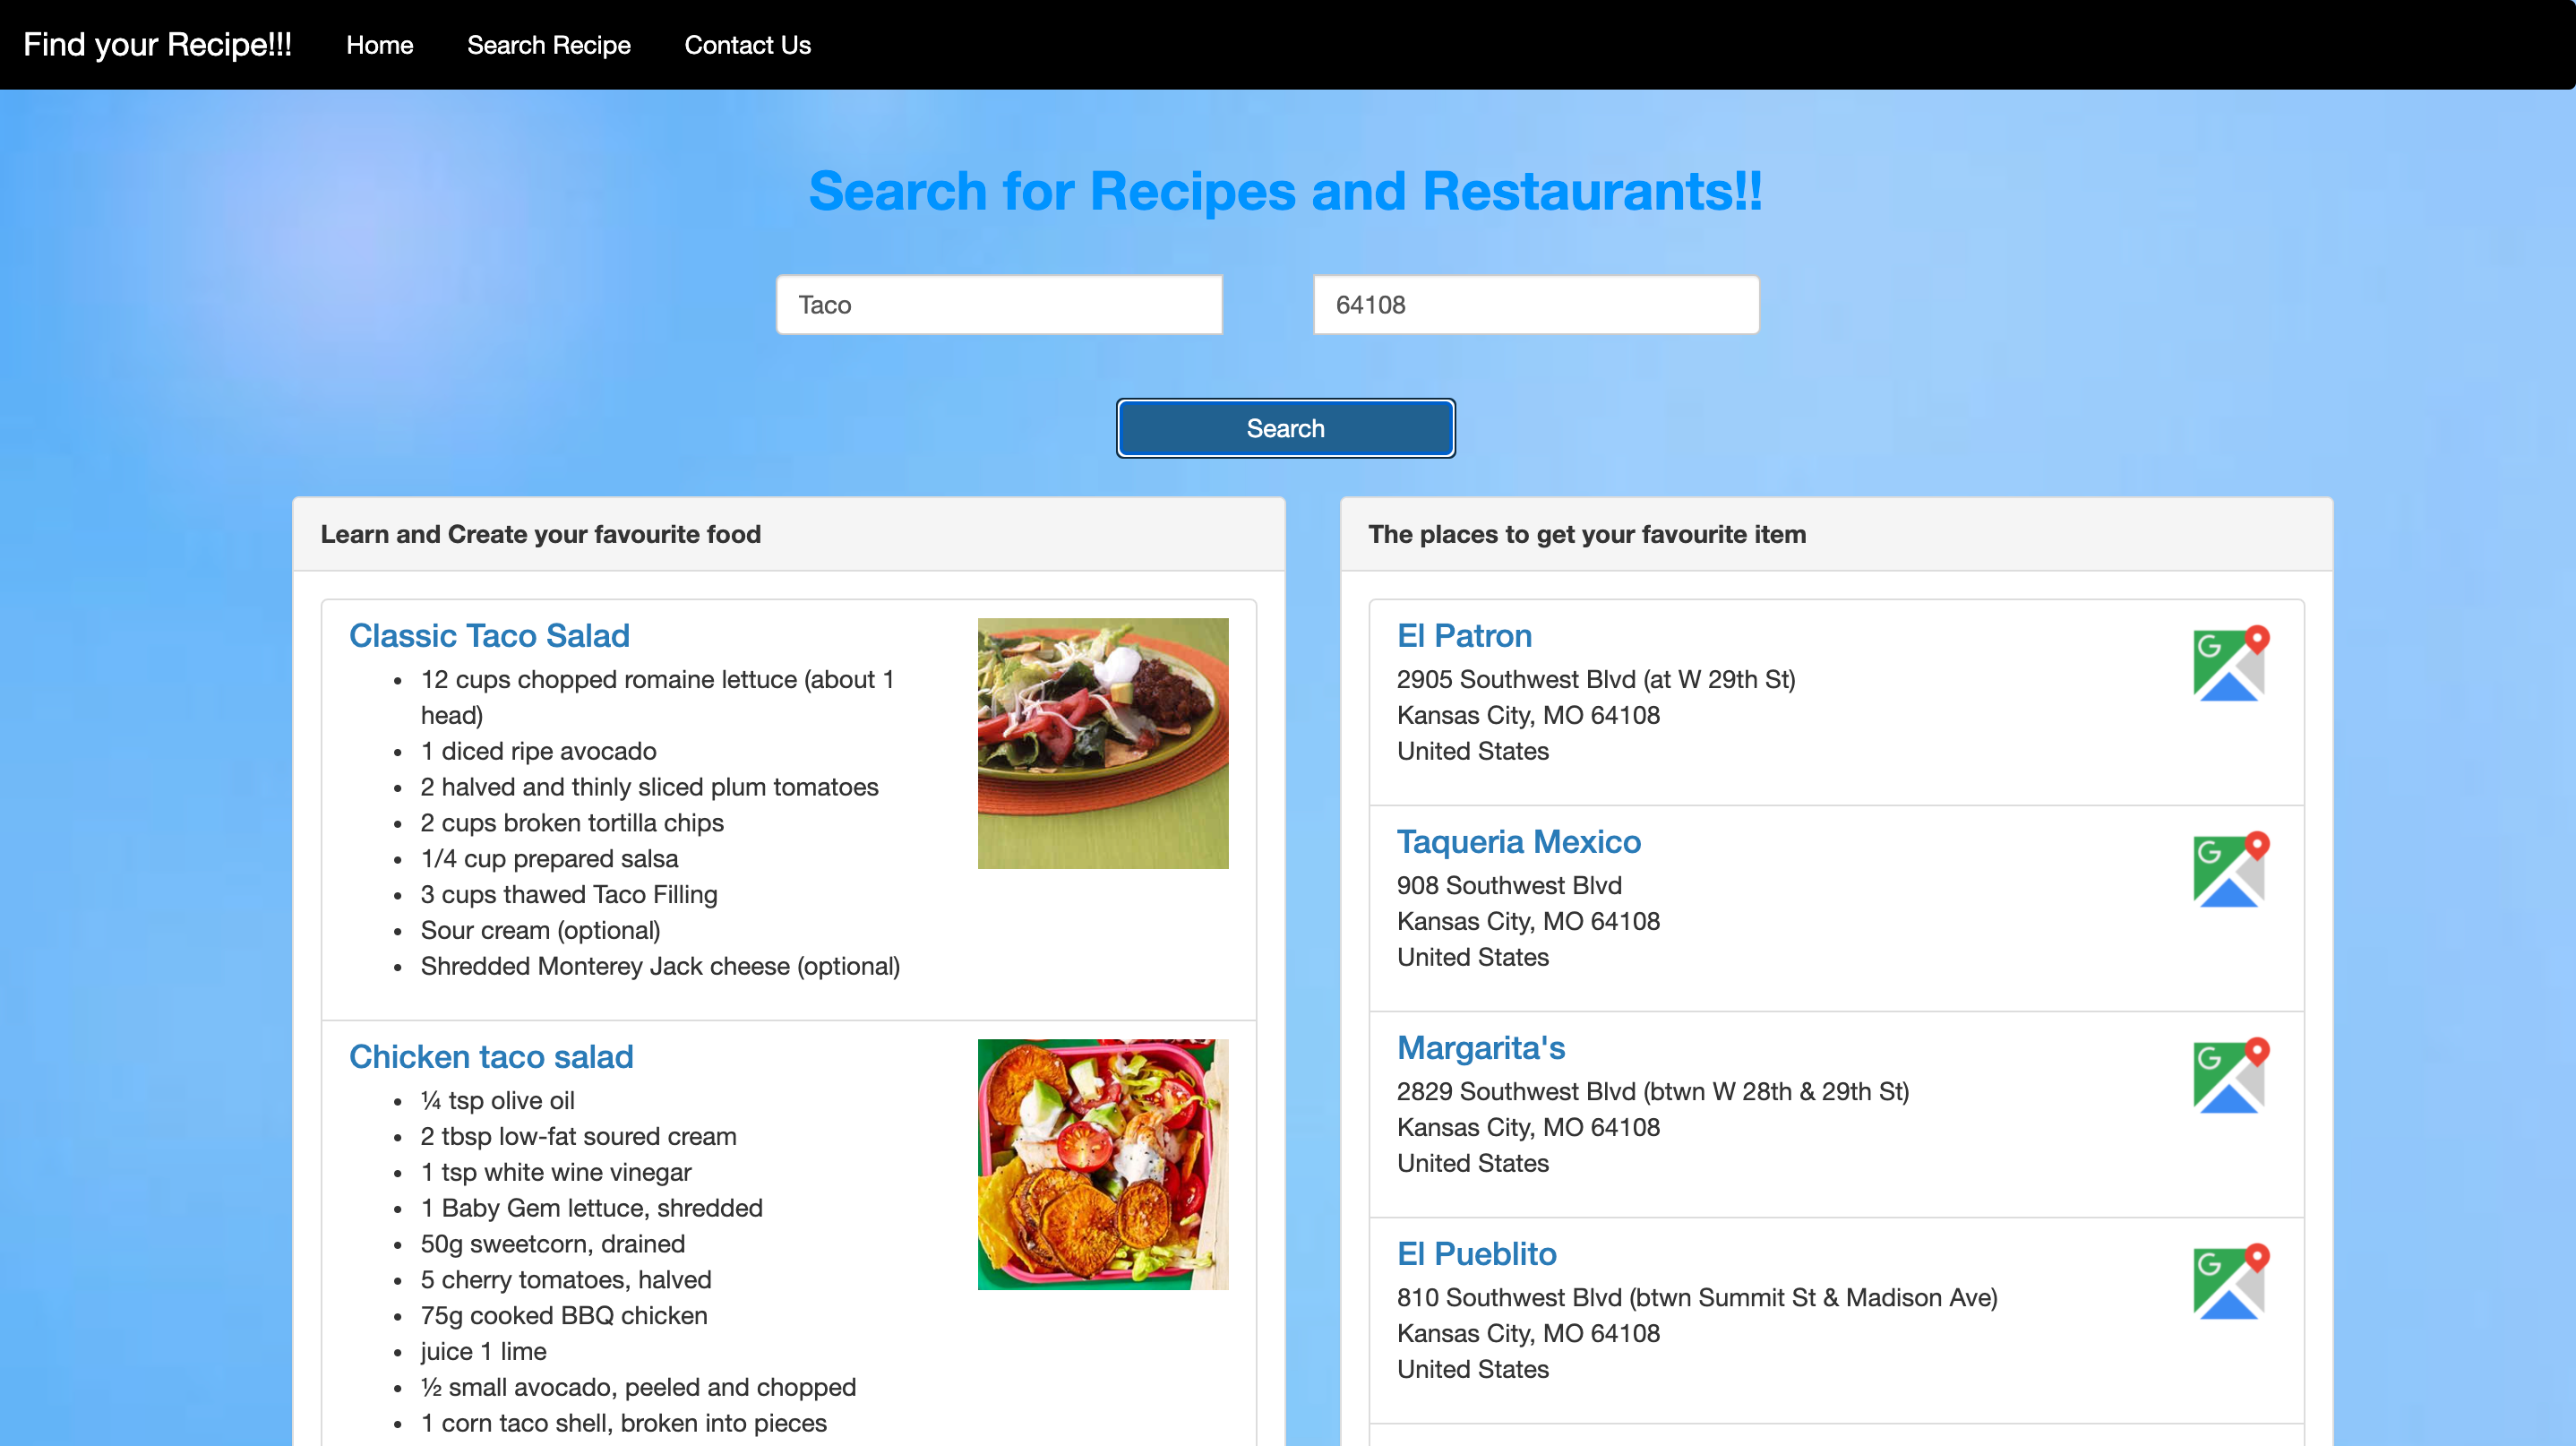 Find your Recipe!!!
Home
Search Recipe
Contact Us
Search for Recipes and Restaurants!!
Taco
64108
Search
Learn and Create your favourite food
Classic Taco Salad
12 cups chopped romaine lettuce (about 1
head)
1 diced ripe avocado
2 halved and thinly sliced plum tomatoes
2 cups broken tortilla chips
1/4 cup prepared salsa
3 cups thawed Taco Filling
Sour cream (optional)
Shredded Monterey Jack cheese (optional)
Chicken taco salad
¼ tsp olive oil
2 tbsp low-fat soured cream
1 tsp white wine vinegar
1 Baby Gem lettuce, shredded
50g sweetcorn, drained
5 cherry tomatoes, halved
75g cooked BBQ chicken
juice 1 lime
½ small avocado, peeled and chopped
1 corn taco shell, broken into pieces
The places to get your favourite item
El Patron
2905 Southwest Blvd (at W 29th St)
Kansas City, MO 64108
United States
G
Taqueria Mexico
908 Southwest Blvd
Kansas City, MO 64108
United States
G
Margarita's
2829 Southwest Blvd (btwn W 28th & 29th St)
Kansas City, MO 64108
United States
G
El Pueblito
810 Southwest Blvd (btwn Summit St & Madison Ave)
Kansas City, MO 64108
United States
G